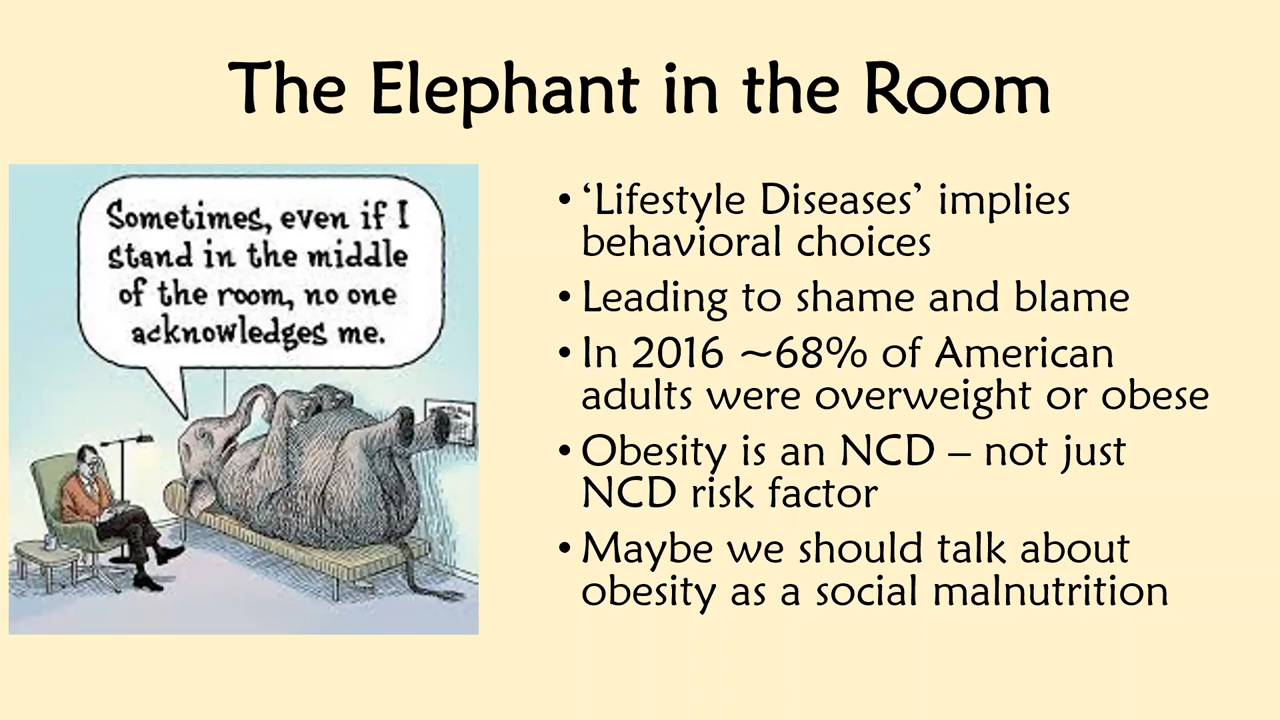 The Elephant in the Room
Sometimes, even if I
stand in the middle
of the room, no one
acknowledges me.
• ‘Lifestyle Diseases’ implies
behavioral choices
• Leading to shame and blame
• In 2016 ~68% of American
adults were overweight or obese
• Obesity is an NCD – not just
NCD risk factor
• Maybe we should talk about
obesity as a social malnutrition